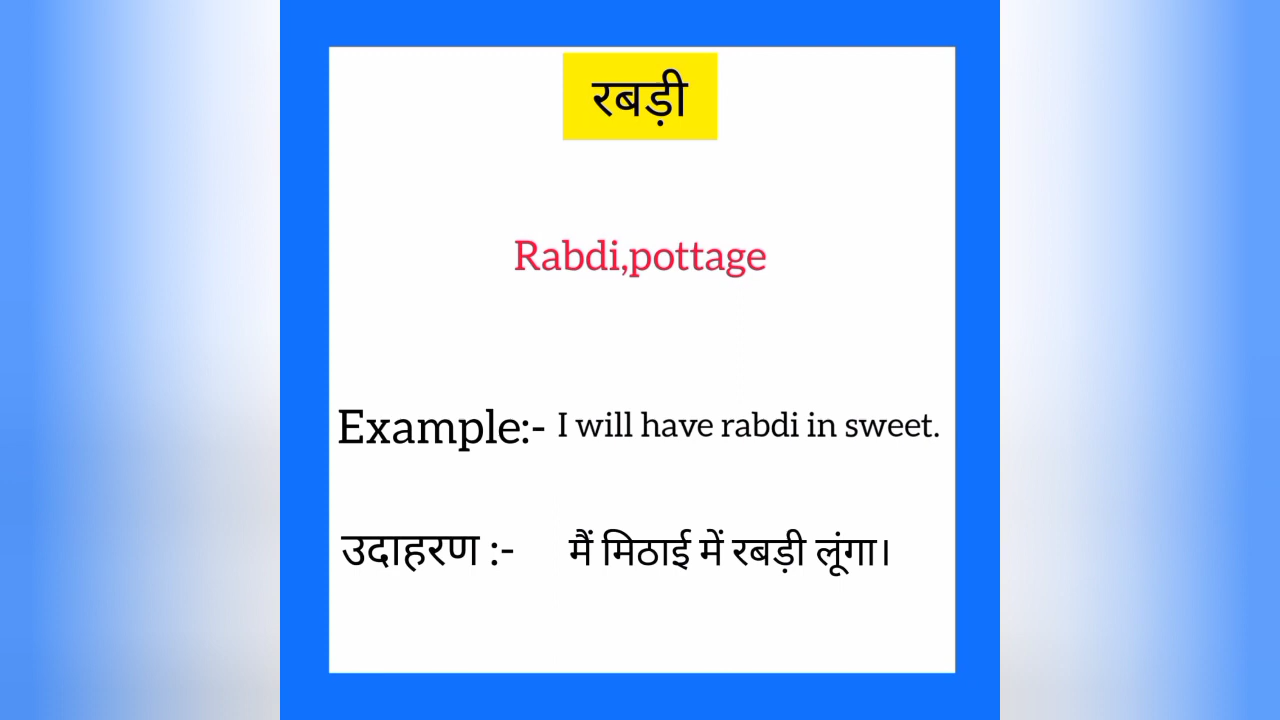 रबड़ी
Rabdi,pottage
Example:- I will have rabdi in sweet.
उदाहरण :- मैं मिठाई में रबड़ी लूंगा।